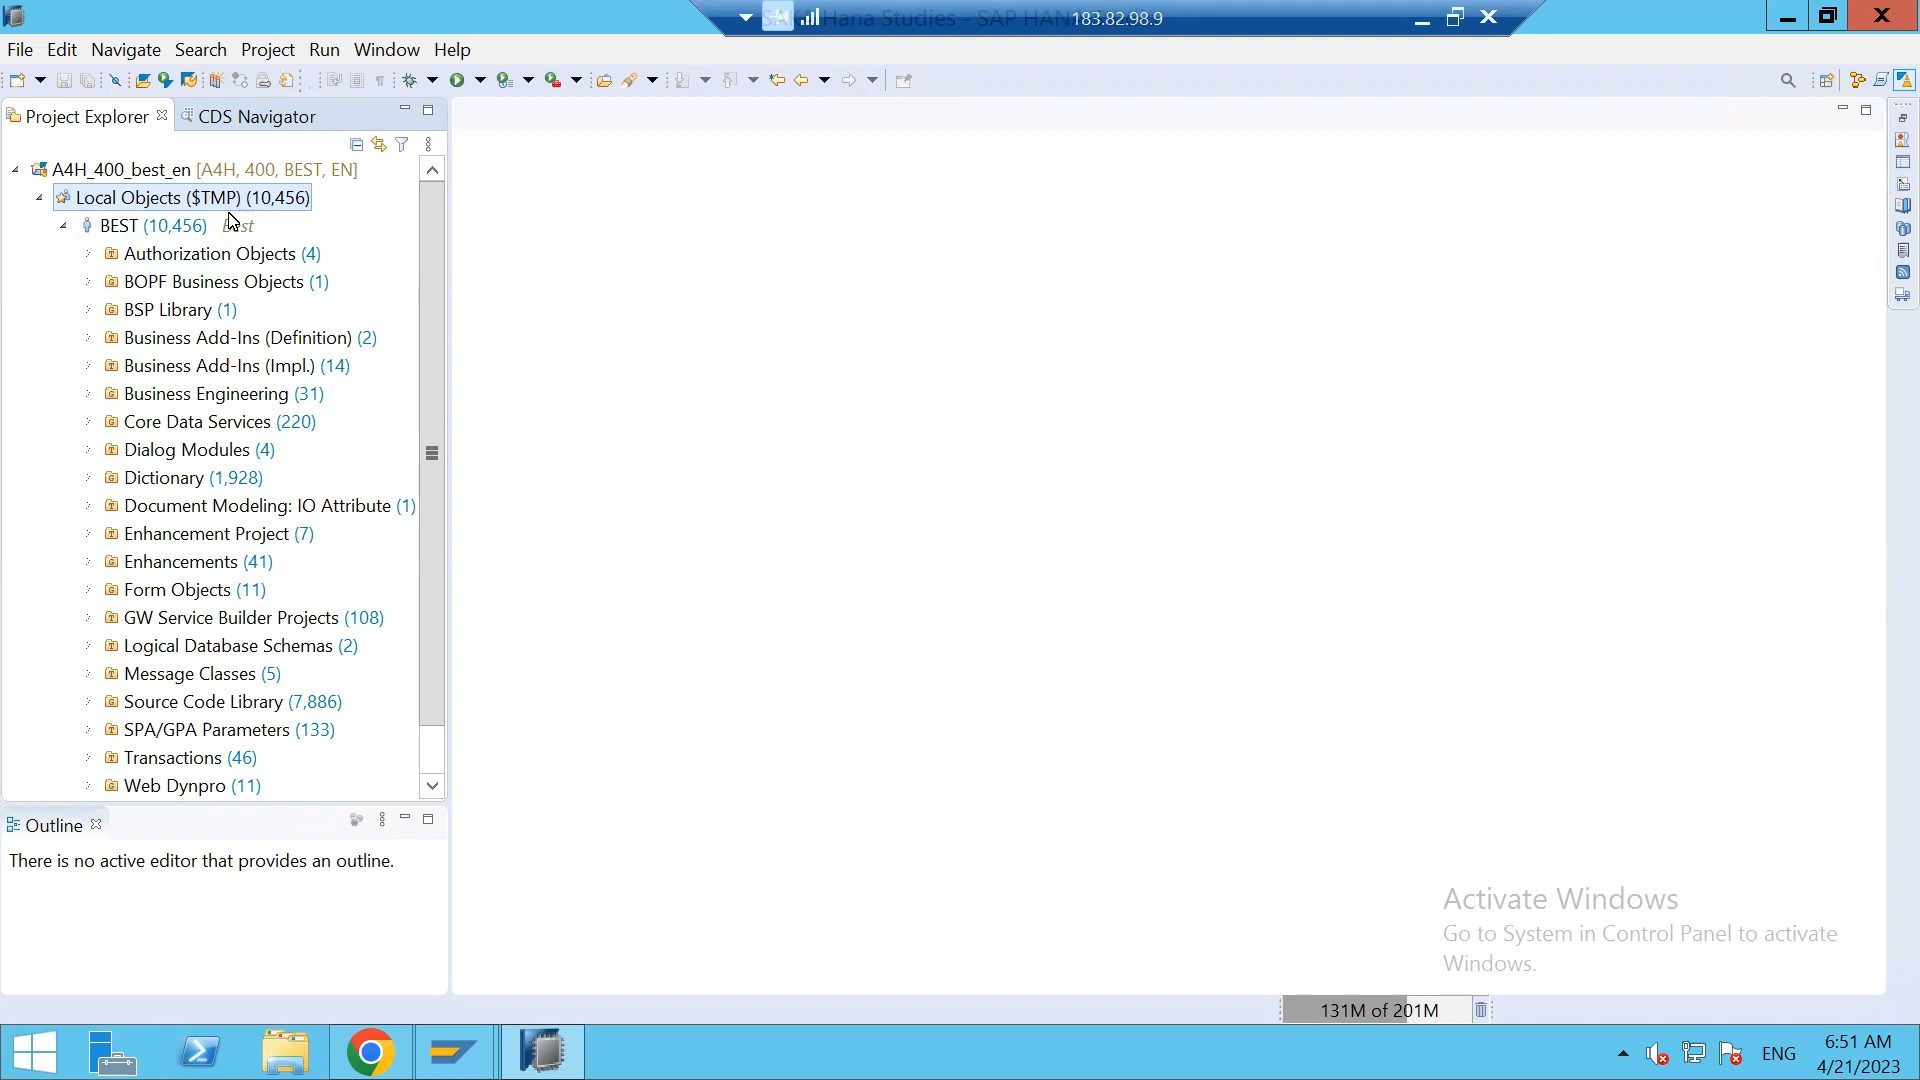 SAP Hana Studies - SAP HAN
183.82.98.9
File Edit Navigate Search Project Run Window Help
Project Explorer
CDS Navigator
A4H_400_best_en [A4H, 400, BEST, EN]
Local Objects ($TMP) (10,456)
BEST (10,456) Best
Authorization Objects (4)
BOPF Business Objects (1)
BSP Library (1)
Business Add-Ins (Definition) (2)
Business Add-Ins (Impl.) (14)
Business Engineering (31)
Core Data Services (220)
Dialog Modules (4)
Dictionary (1,928)
Document Modeling: IO Attribute (1)
Enhancement Project (7)
Enhancements (41)
Form Objects (11)
GW Service Builder Projects (108)
Logical Database Schemas (2)
Message Classes (5)
Source Code Library (7,886)
SPA/GPA Parameters (133)
Transactions (46)
Web Dynpro (11)
Outline
There is no active editor that provides an outline.
Activate Windows
Go to System in Control Panel to activate
Windows.
131M of 201M
ENG
6:51 AM
4/21/2023